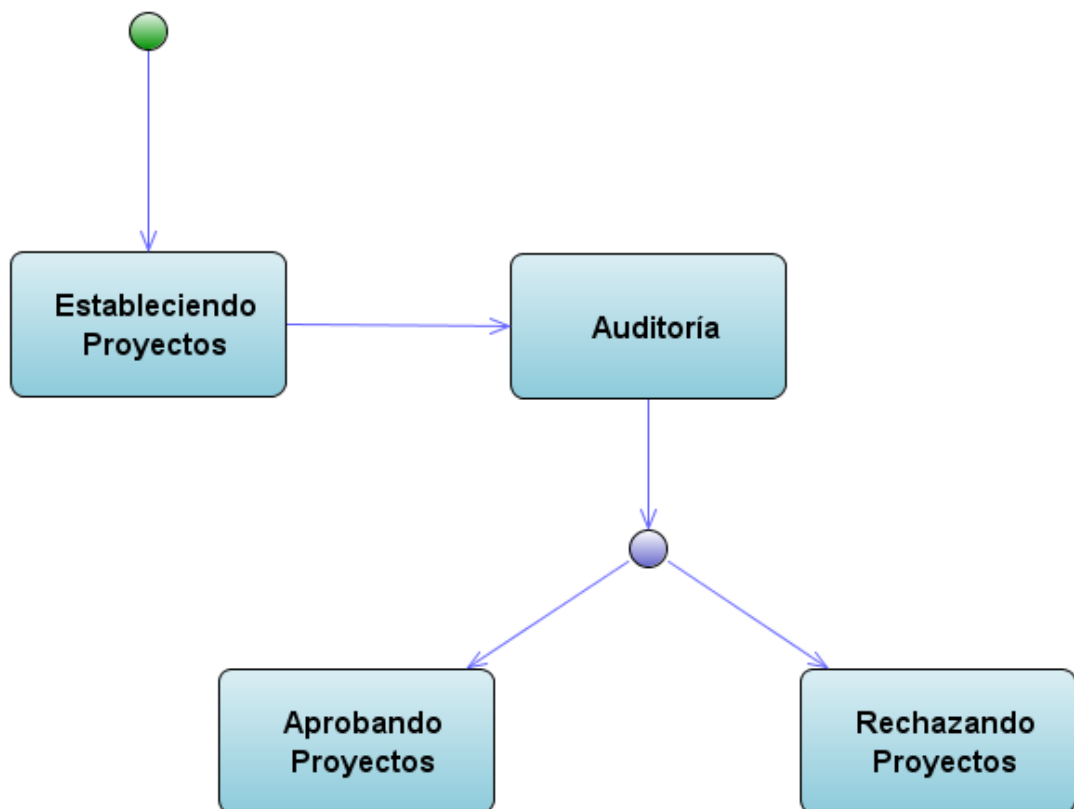 Estableciendo
Proyectos
Auditoría
Aprobando
Proyectos
Rechazando
Proyectos